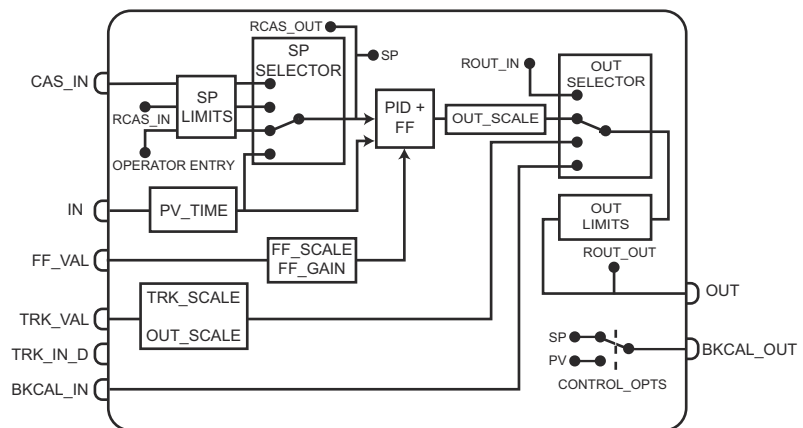 RCAS_OUT
SP
SELECTOR
SP
ROUT_IN
OUT
SELECTOR
CAS_IN
SP
LIMITS
RCAS_IN
PID +
FF
OUT_SCALE
OPERATOR ENTRY
IN
PV_TIME
OUT
LIMITS
FF_VAL
FF_SCALE
FF_GAIN
ROUT_OUT
TRK_SCALE
OUT_SCALE
OUT
TRK_VAL
TRK_IN_D
SP
PV
BKCAL_OUT
BKCAL_IN
CONTROL_OPTS